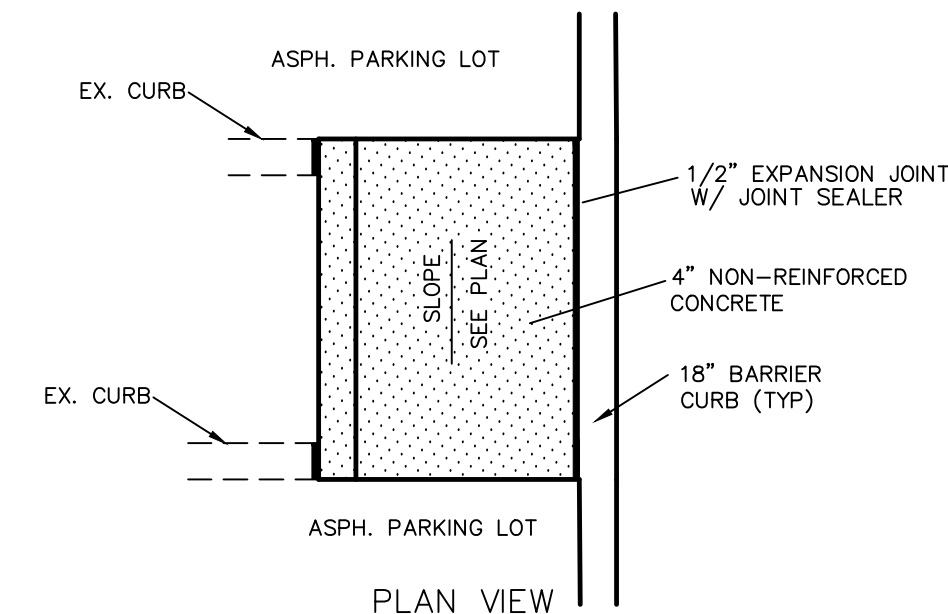 ASPH. PARKING LOT
EX. CURB
1/2” EXPANSION JOINT
W/ JOINT SEALER
SLOPE
SEE PLAN
4” NON-REINFORCED
CONCRETE
18” BARRIER
CURB (TYP)
EX. CURB
ASPH. PARKING LOT
PLAN VIEW